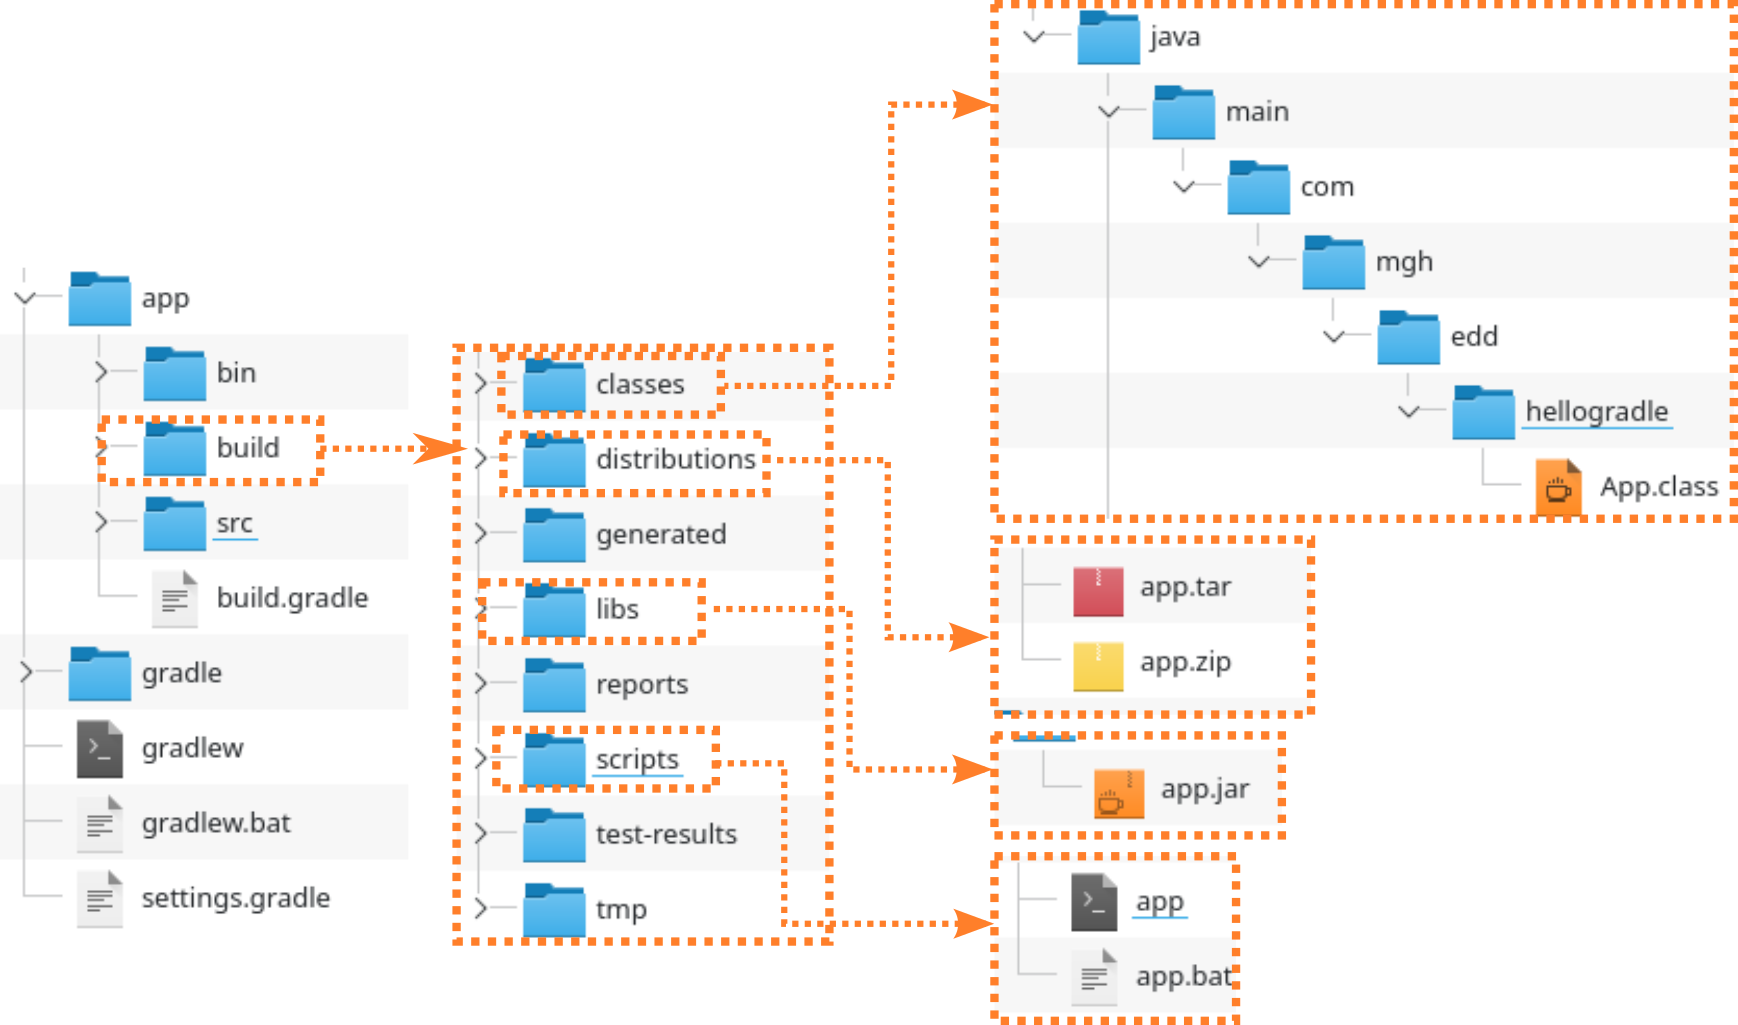 app
bin
build
src
build.gradle
gradle
gradlew
gradlew.bat
settings.gradle
classes
distributions
generated
libs
reports
scripts
test-results
tmp
java
main
com
mgh
edd
hellogradle
App.class
app.tar
app.zip
app.jar
app
app.bat